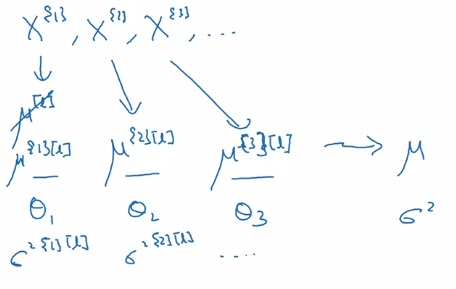 X^{1}, X^{2}, X^{3}, ...
μ^[l]
μ^{1}[l] μ^{2}[l] μ^{3}[l] → μ
θ₁ θ₂ θ₃ σ²
σ²^{1}[l] σ²^{2}[l] ....